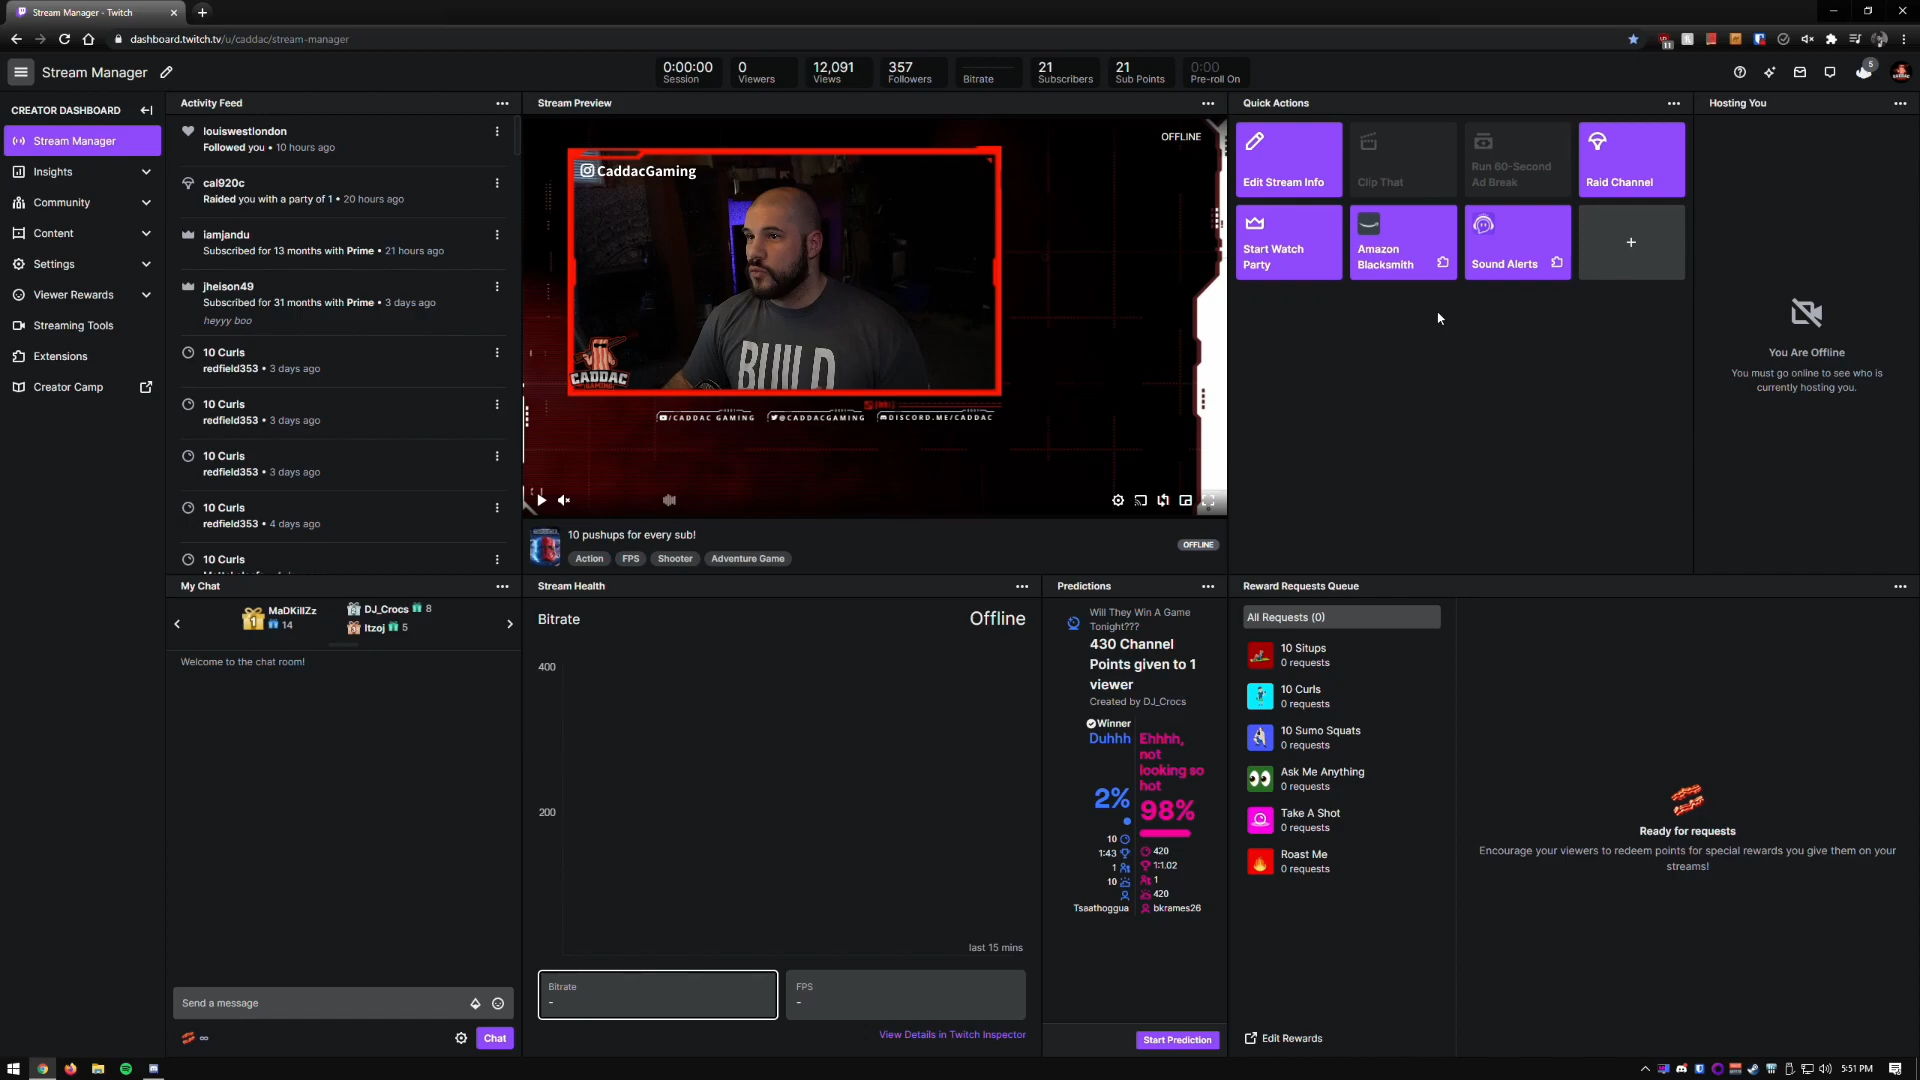 Stream Manager - Twitch
dashboard.twitch.tv/u/caddac/stream-manager
11
Stream Manager
0:00:00
Session
0
Viewers
12,091
Views
357
Followers
Bitrate
21
Subscribers
21
Sub Points
0:00
Pre-roll On
5
CREATOR DASHBOARD
Stream Manager
Insights
Community
Content
Settings
Viewer Rewards
Streaming Tools
Extensions
Creator Camp
Activity Feed
louiswestlondon
Followed you • 10 hours ago
cal920c
Raided you with a party of 1 • 20 hours ago
iamjandu
Subscribed for 13 months with Prime • 21 hours ago
jheison49
Subscribed for 31 months with Prime • 3 days ago
heyyy boo
10 Curls
redfield353 • 3 days ago
10 Curls
redfield353 • 3 days ago
10 Curls
redfield353 • 3 days ago
10 Curls
redfield353 • 4 days ago
10 Curls
Stream Preview
OFFLINE
CaddacGaming
BUILD
CADDAC
GAMING
/CADDAC GAMING
@CADDACGAMING
DISCORD.ME/CADDAC
10 pushups for every sub!
OFFLINE
Action
FPS
Shooter
Adventure Game
Quick Actions
Edit Stream Info
Clip That
Run 60-Second
Ad Break
Raid Channel
Start Watch
Party
Amazon
Blacksmith
Sound Alerts
+
Hosting You
You Are Offline
You must go online to see who is
currently hosting you.
My Chat
1
MaDKillZz
14
DJ_Crocs 8
Itzoj 5
Welcome to the chat room!
Send a message
∞
Chat
Stream Health
Bitrate
Offline
400
200
last 15 mins
Bitrate
-
FPS
-
View Details in Twitch Inspector
Predictions
Will They Win A Game
Tonight???
430 Channel
Points given to 1
viewer
Created by DJ_Crocs
Winner
Duhhh
Ehhhh,
not
looking so
hot
2%
98%
10
420
1:43
1:1.02
1
1
10
420
Tsaathoggua
bkrames26
Start Prediction
Reward Requests Queue
All Requests (0)
10 Situps
0 requests
10 Curls
0 requests
10 Sumo Squats
0 requests
Ask Me Anything
0 requests
Take A Shot
0 requests
Roast Me
0 requests
Edit Rewards
Ready for requests
Encourage your viewers to redeem points for special rewards you give them on your
streams!
5:51 PM